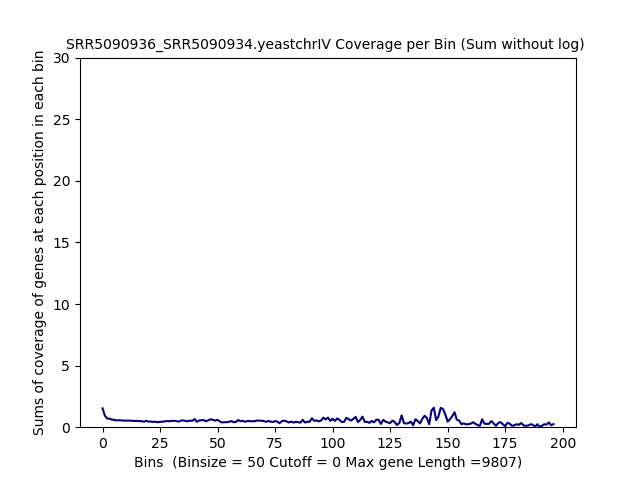 SRR5090936_SRR5090934.yeastchrIV Coverage per Bin (Sum without log)
Sums of coverage of genes at each position in each bin
30
25
20
15
10
5
0
0 25 50 75 100 125 150 175 200
Bins  (Binsize = 50 Cutoff = 0 Max gene Length =9807)